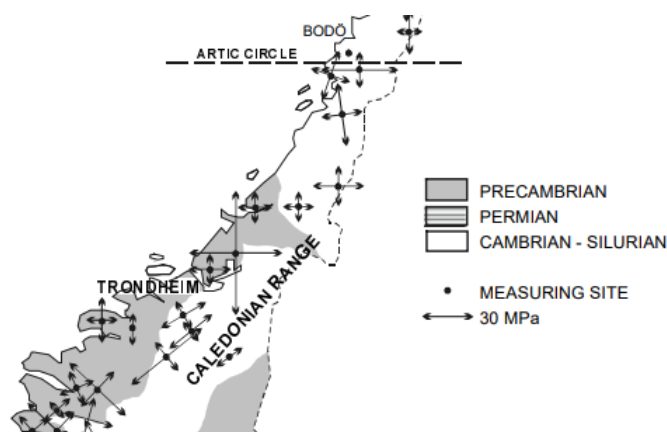 BODÖ
ARTIC CIRCLE
PRECAMBRIAN
PERMIAN
CAMBRIAN - SILURIAN
TRONDHEIM
CALEDONIAN RANGE
MEASURING SITE
30 MPa